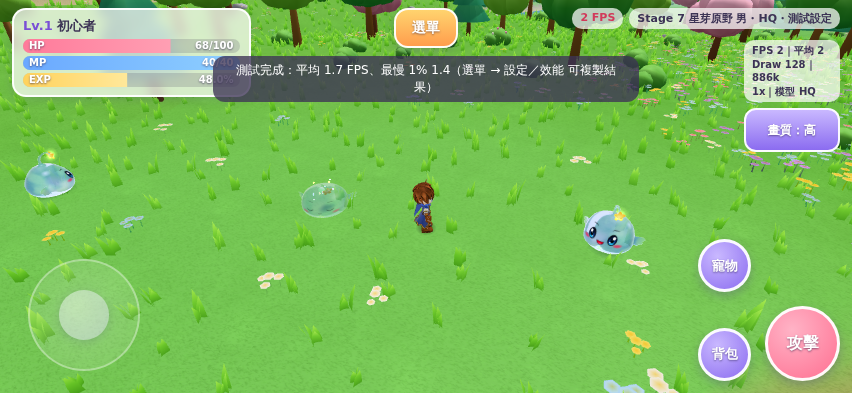 Lv.1 初心者
HP 68/100
MP 40/40
EXP 48
選單
2 FPS
Stage 7 星芽原野 男・HQ・測試設定
FPS 2｜平均 2
Draw 128｜
886k
1x｜模型 HQ
畫質：高
測試完成：平均 1.7 FPS、最慢 1% 1.4（選單 → 設定／效能 可複製結
果）
寵物
背包
攻擊